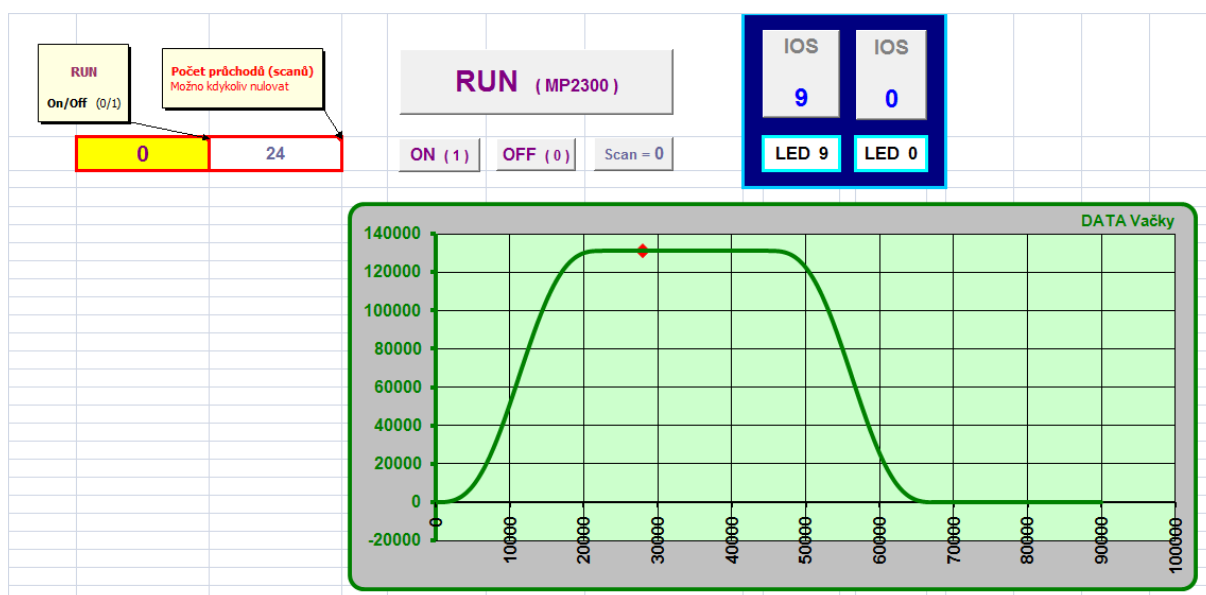 RUN
On/Off (0/1)
Počet průchodů (scanů)
Možno kdykoliv nulovat
0
24
RUN ( MP2300 )
ON ( 1 )
OFF ( 0 )
Scan = 0
IOS
9
IOS
0
LED 9
LED 0
DATA Vačky
140000
120000
100000
80000
60000
40000
20000
0
-20000
0
10000
20000
30000
40000
50000
60000
70000
80000
90000
100000